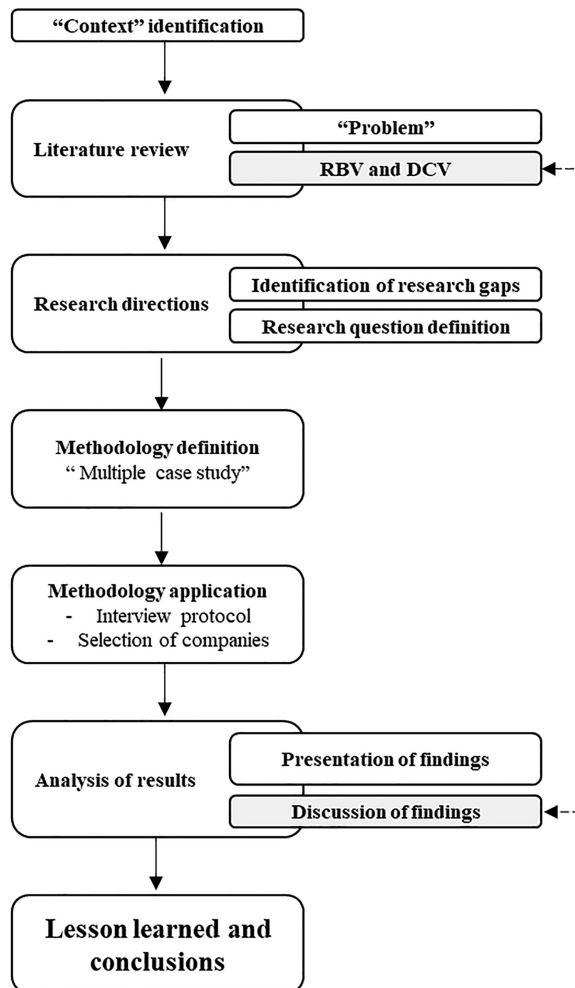 “Context” identification
Literature review
“Problem”
RBV and DCV
Research directions
Identification of research gaps
Research question definition
Methodology definition
“ Multiple case study”
Methodology application
- Interview protocol
- Selection of companies
Analysis of results
Presentation of findings
Discussion of findings
Lesson learned and
conclusions